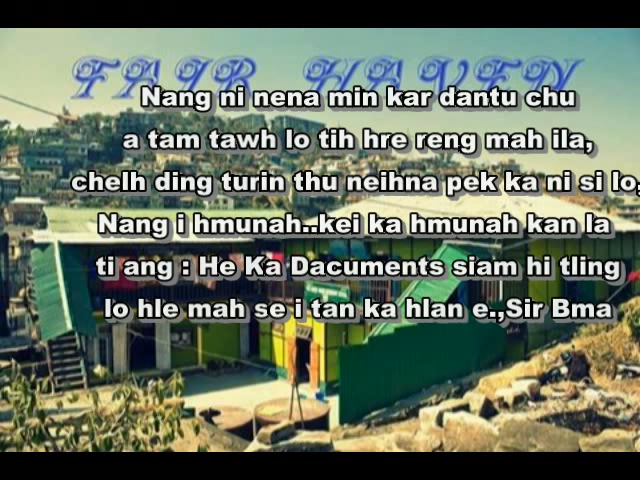 FAIR HAVEN
Nang ni nena min kar dantu chu
a tam tawh lo tih hre reng mah ila,
chelh ding turin thu neihna pek ka ni si lo,
Nang i hmunah..kei ka hmunah kan la
ti ang : He Ka Dacuments siam hi tling
lo hle mah se i tan ka hlan e.,Sir Bma